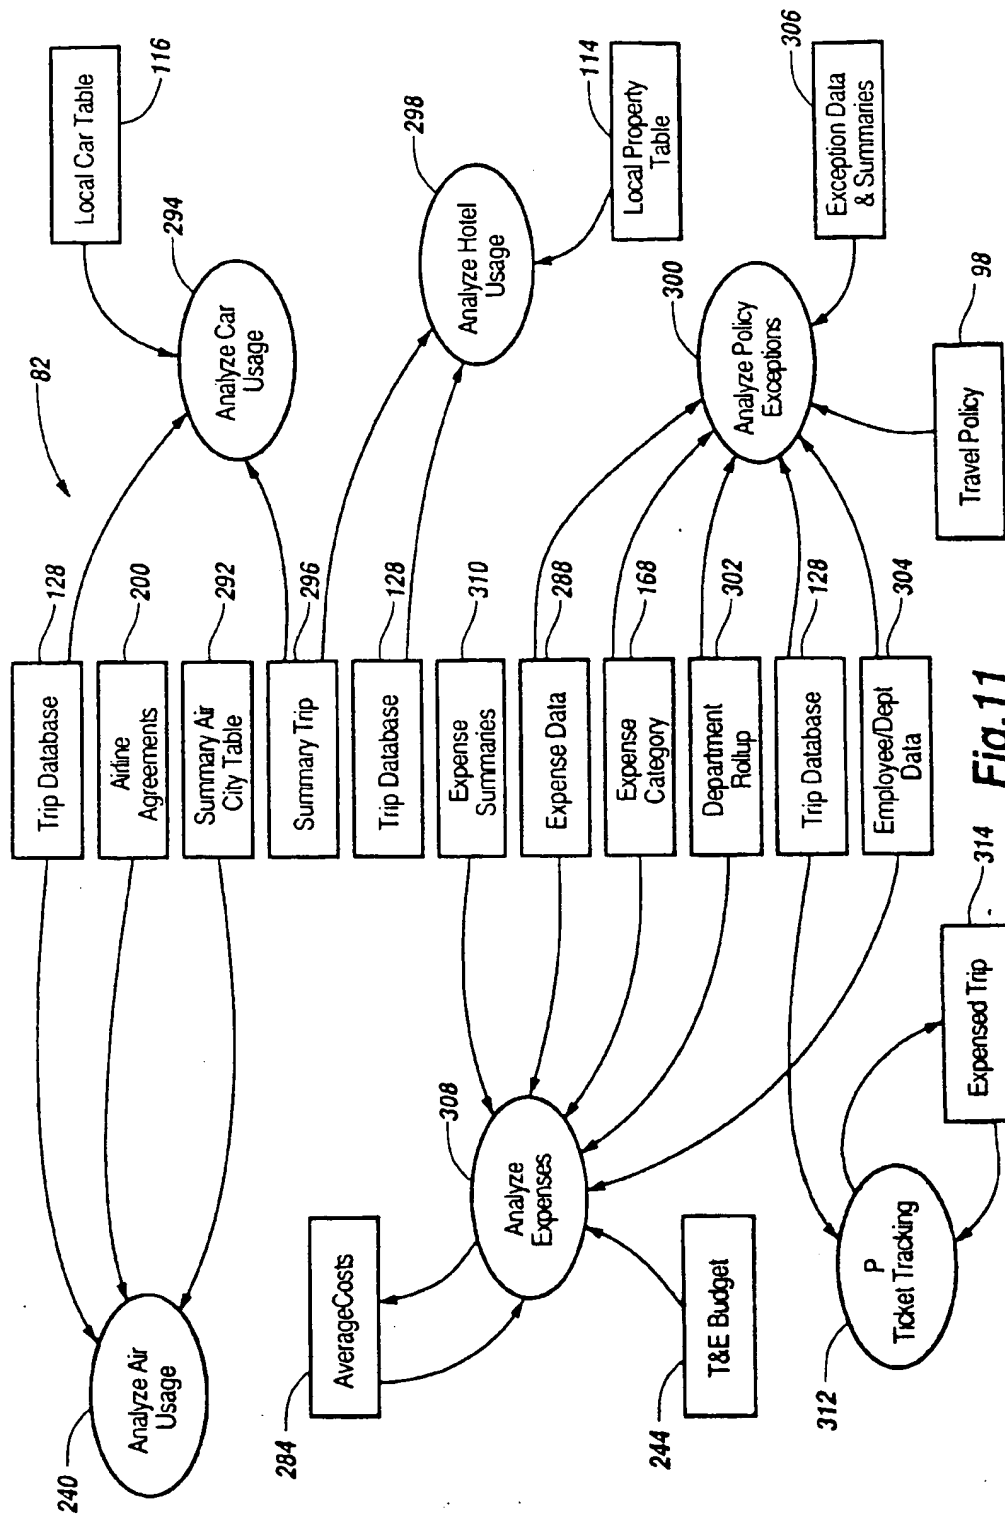 82
Local Car Table
116
Analyze Car
Usage
294
Analyze Hotel
Usage
298
Local Property
Table
114
Analyze Policy
Exceptions
300
Exception Data
& Summaries
306
Travel Policy
98
Trip Database
128
Airline
Agreements
200
Summary Air
City Table
292
Summary Trip
296
Trip Database
128
Expense
Summaries
310
Expense Data
288
Expense
Category
168
Department
Rollup
302
Trip Database
128
Employee/Dept
Data
304
Analyze Air
Usage
240
AverageCosts
284
Analyze
Expenses
308
T&E Budget
244
P
Ticket Tracking
312
Expensed Trip
314
Fig.11